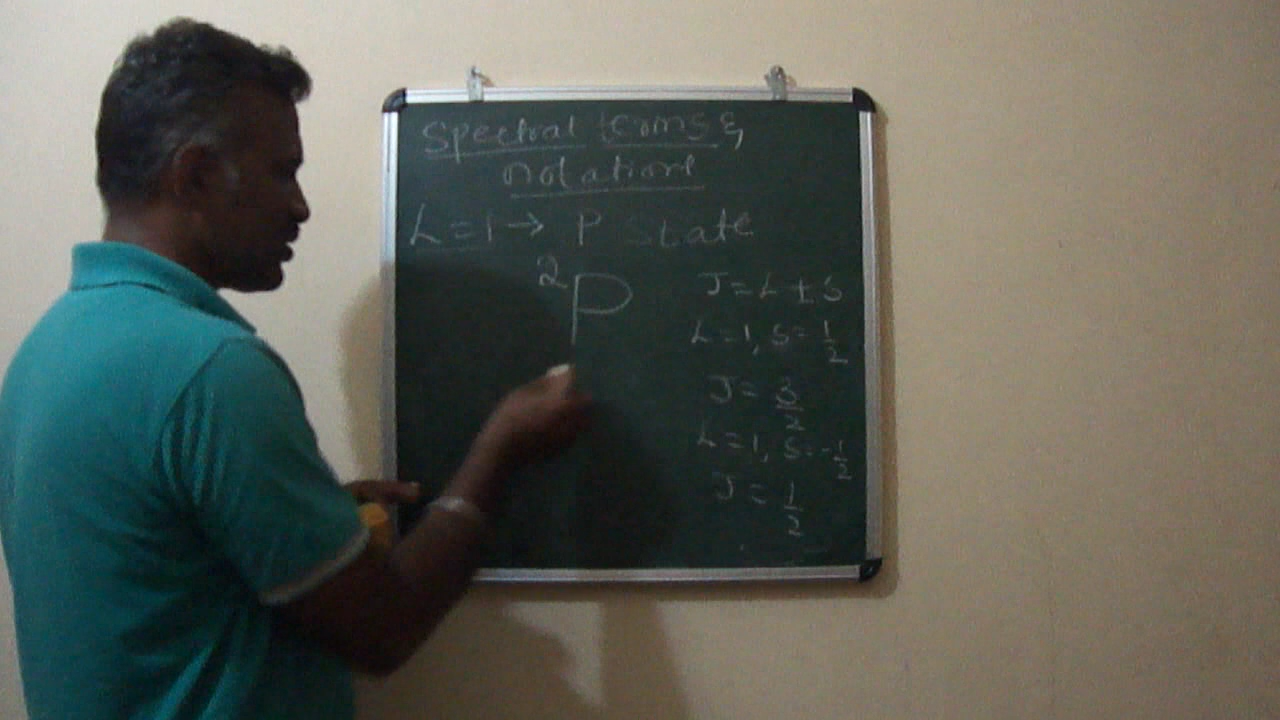 Spectral terms &
notation
L = 1 → P State
²P
J = L ± S
L = 1, S = 1/2
J = 3/2
L = 1, S = -1/2
J = 1/2